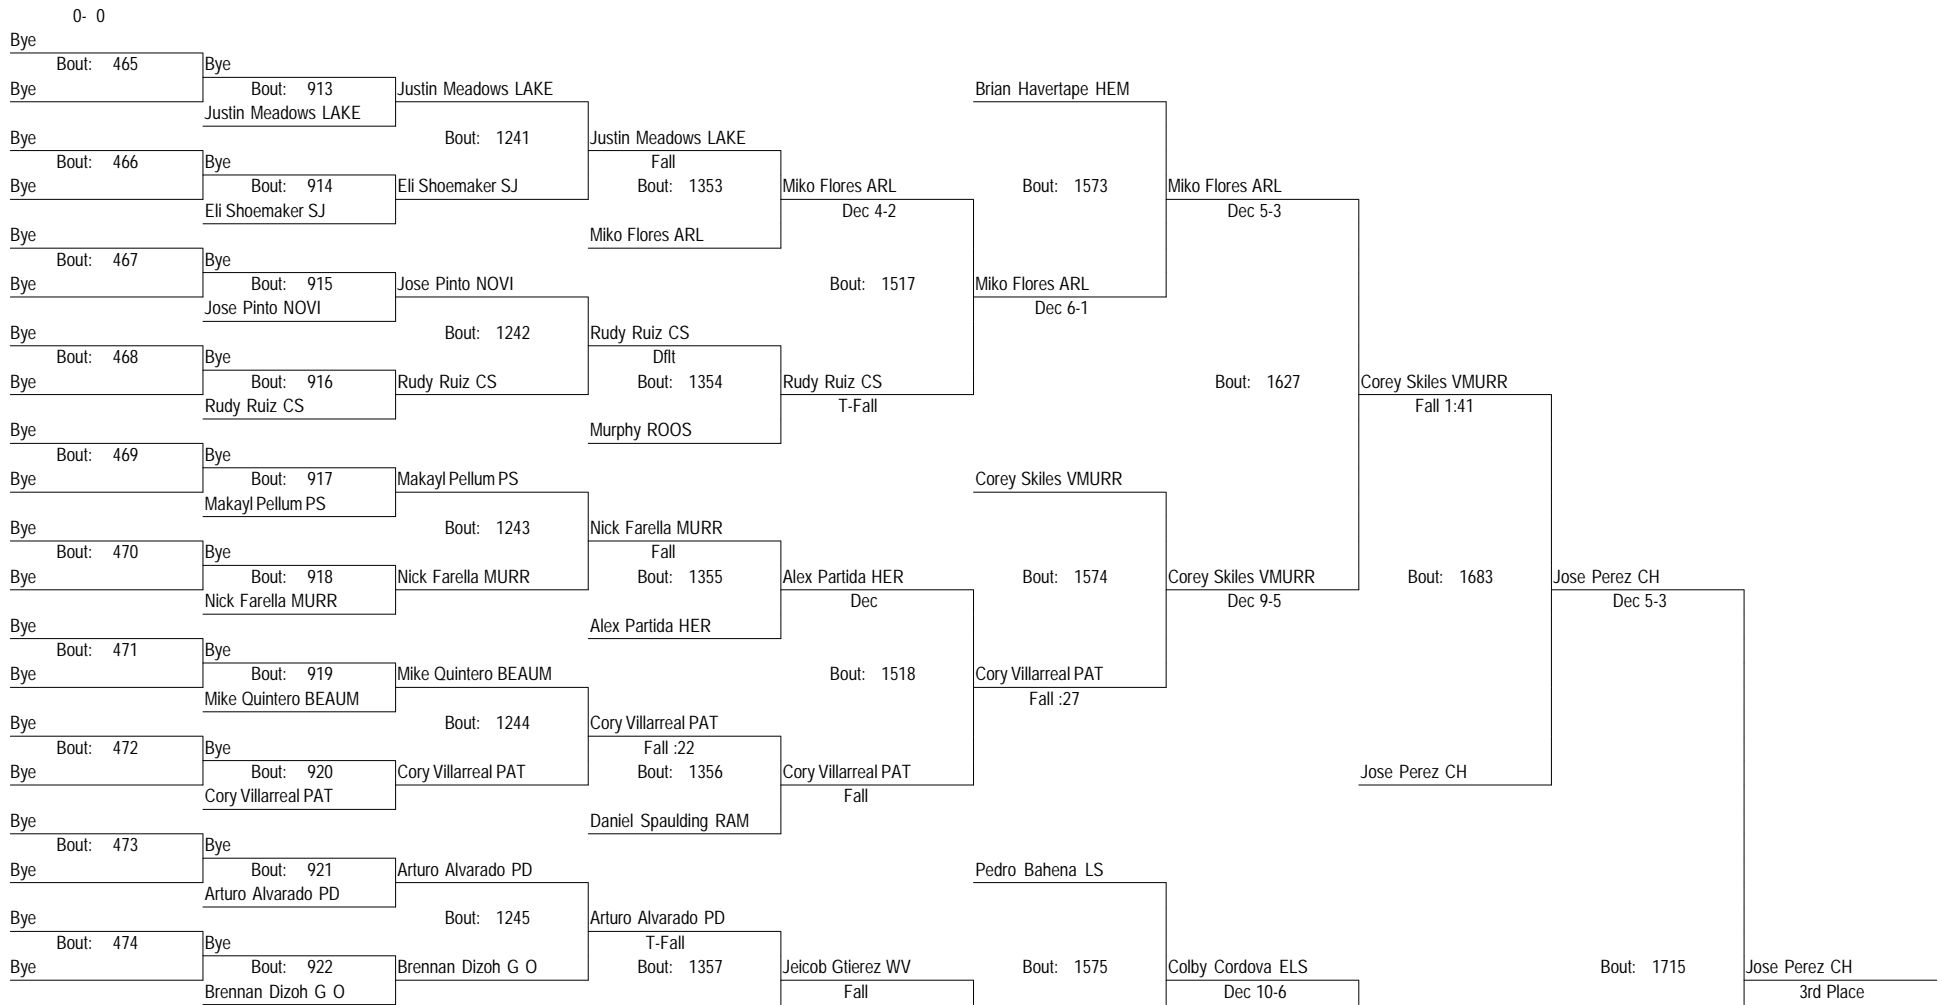 0- 0
Bye
Bout: 465 Bye
Bye Bout: 913 Justin Meadows LAKE Brian Havertape HEM
Justin Meadows LAKE
Bye Bout: 1241 Justin Meadows LAKE
Bout: 466 Bye Fall
Bye Bout: 914 Eli Shoemaker SJ Bout: 1353 Miko Flores ARL Bout: 1573 Miko Flores ARL
Eli Shoemaker SJ Dec 4-2 Dec 5-3
Bye Miko Flores ARL
Bout: 467 Bye
Bye Bout: 915 Jose Pinto NOVI Bout: 1517 Miko Flores ARL
Jose Pinto NOVI Dec 6-1
Bye Bout: 1242 Rudy Ruiz CS
Bout: 468 Bye Dflt
Bye Bout: 916 Rudy Ruiz CS Bout: 1354 Rudy Ruiz CS Bout: 1627 Corey Skiles VMURR
Rudy Ruiz CS T-Fall Fall 1:41
Bye Murphy ROOS
Bout: 469 Bye
Bye Bout: 917 Makayl Pellum PS Corey Skiles VMURR
Makayl Pellum PS
Bye Bout: 1243 Nick Farella MURR
Bout: 470 Bye Fall
Bye Bout: 918 Nick Farella MURR Bout: 1355 Alex Partida HER Bout: 1574 Corey Skiles VMURR Bout: 1683 Jose Perez CH
Nick Farella MURR Dec Dec 9-5 Dec 5-3
Bye Alex Partida HER
Bout: 471 Bye
Bye Bout: 919 Mike Quintero BEAUM Bout: 1518 Cory Villarreal PAT
Mike Quintero BEAUM Fall :27
Bye Bout: 1244 Cory Villarreal PAT
Bout: 472 Bye Fall :22
Bye Bout: 920 Cory Villarreal PAT Bout: 1356 Cory Villarreal PAT Jose Perez CH
Cory Villarreal PAT Fall
Bye Daniel Spaulding RAM
Bout: 473 Bye
Bye Bout: 921 Arturo Alvarado PD Pedro Bahena LS
Arturo Alvarado PD
Bye Bout: 1245 Arturo Alvarado PD
Bout: 474 Bye T-Fall
Bye Bout: 922 Brennan Dizoh G O Bout: 1357 Jeicob Gtierez WV Bout: 1575 Colby Cordova ELS Bout: 1715 Jose Perez CH
Brennan Dizoh G O Fall Dec 10-6 3rd Place